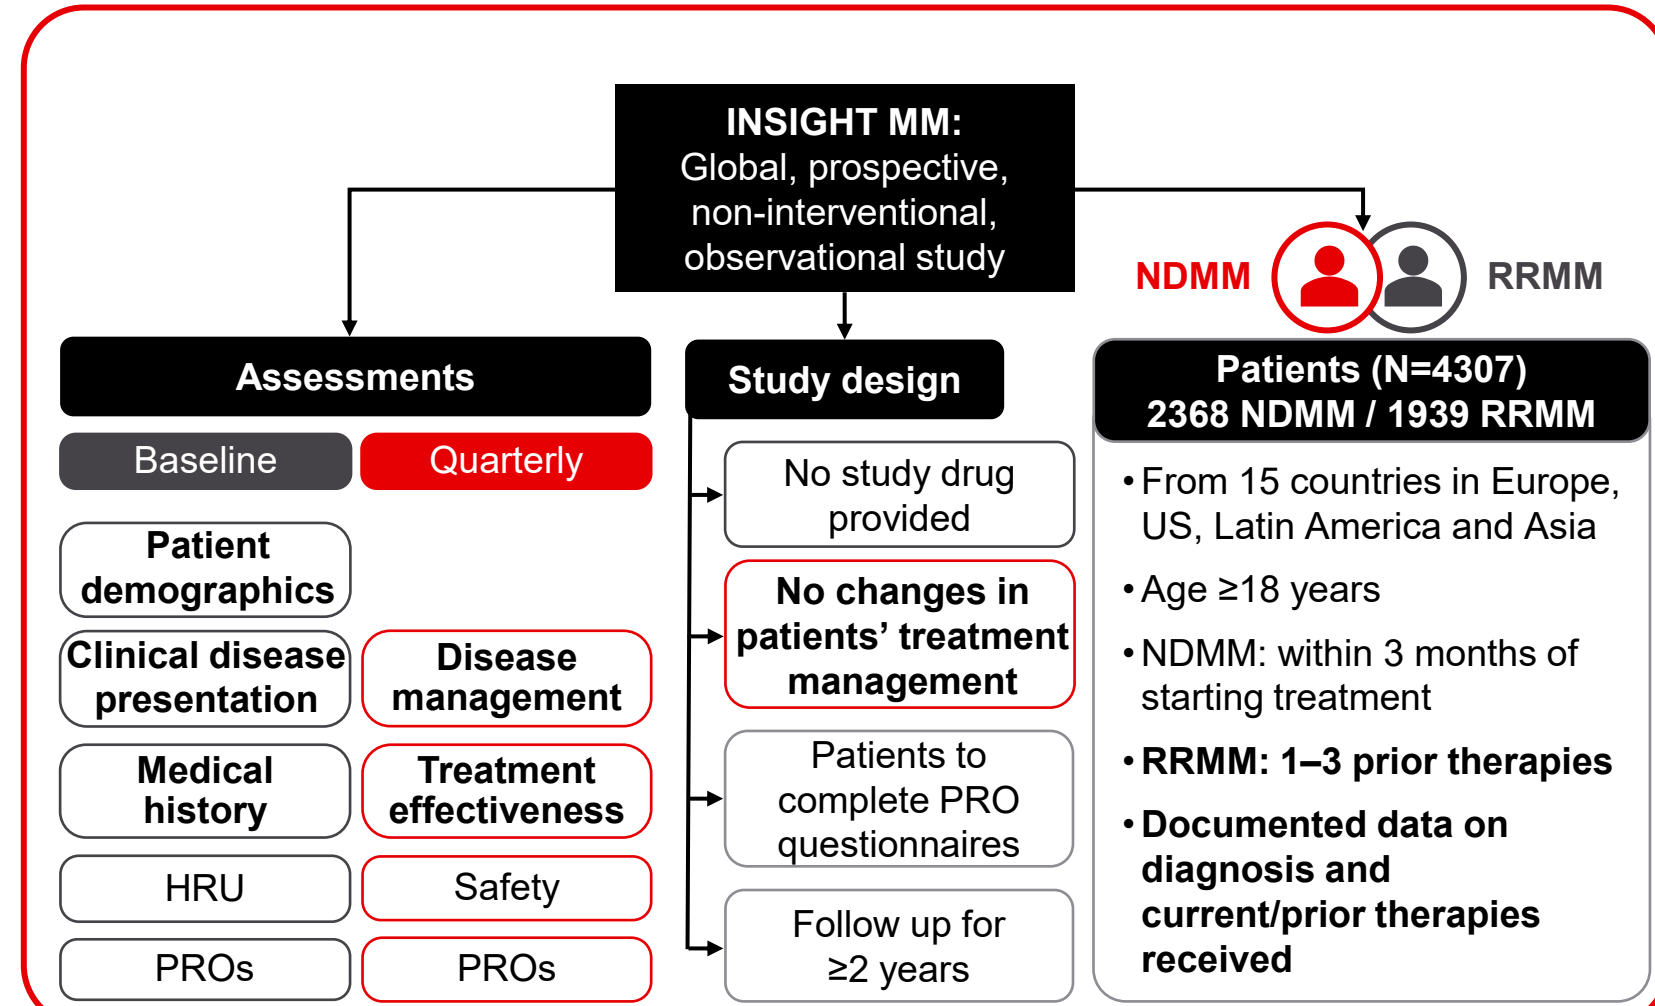 INSIGHT MM:
Global, prospective,
non-interventional,
observational study
NDMM
RRMM
Assessments
Baseline
Quarterly
Patient
demographics
Clinical disease
presentation
Disease
management
Medical
history
Treatment
effectiveness
HRU
Safety
PROs
PROs
Study design
No study drug
provided
No changes in
patients’ treatment
management
Patients to
complete PRO
questionnaires
Follow up for
≥2 years
Patients (N=4307)
2368 NDMM / 1939 RRMM
• From 15 countries in Europe,
US, Latin America and Asia
• Age ≥18 years
• NDMM: within 3 months of
starting treatment
• RRMM: 1–3 prior therapies
• Documented data on
diagnosis and
current/prior therapies
received